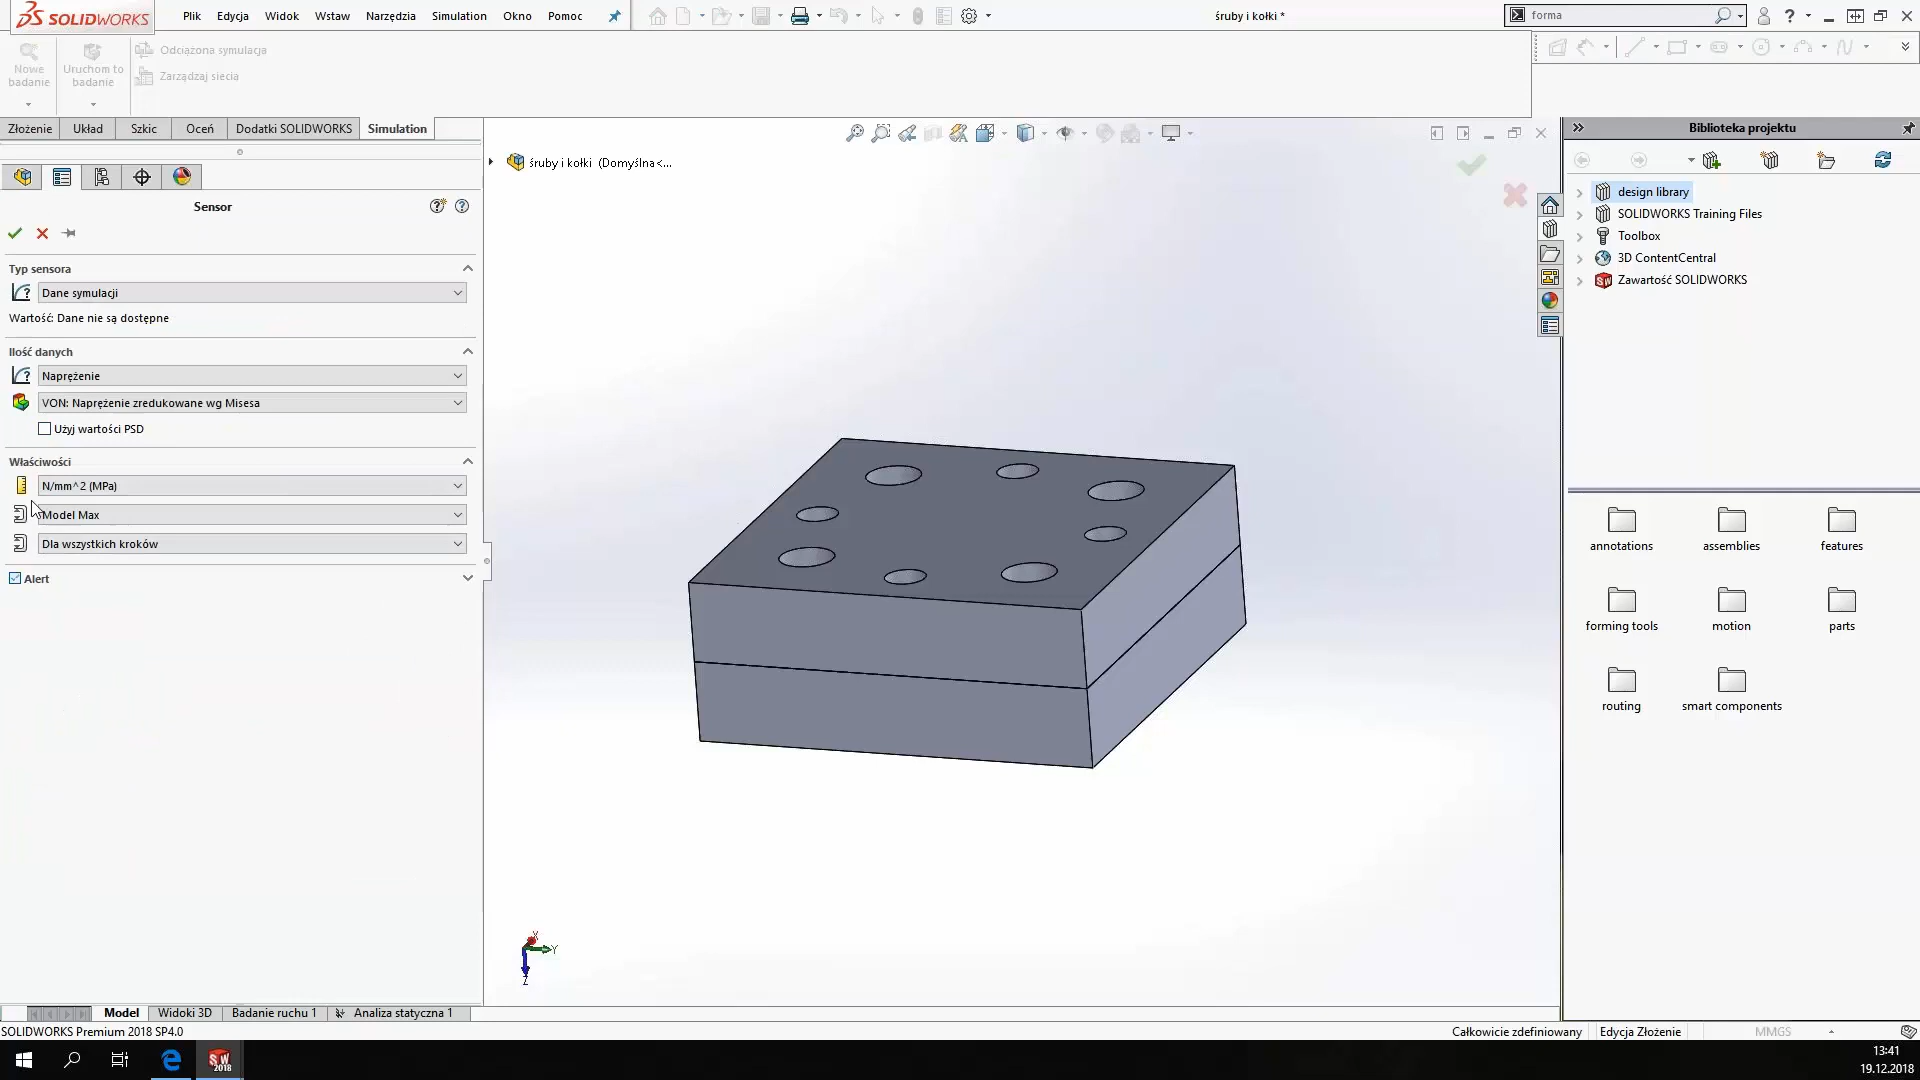 SOLIDWORKS
Plik Edycja Widok Wstaw Narzędzia Simulation Okno Pomoc
śruby i kołki *
forma
Nowe badanie
Uruchom to badanie
Odciążona symulacja
Zarządzaj siecia
Złożenie Układ Szkic Oceń Dodatki SOLIDWORKS Simulation
Sensor
Typ sensora
Dane symulacji
Wartość: Dane nie są dostępne
Ilość danych
Naprężenie
VON: Naprężenie zredukowane wg Misesa
Użyj wartości PSD
Właściwości
N/mm^2 (MPa)
Model Max
Dla wszystkich kroków
Alert
śruby i kołki (Domyślna<...
X
Y
Z
Biblioteka projektu
design library
SOLIDWORKS Training Files
Toolbox
3D ContentCentral
Zawartość SOLIDWORKS
annotations assemblies features
forming tools motion parts
routing smart components
Model Widoki 3D Badanie ruchu 1 Analiza statyczna 1
SOLIDWORKS Premium 2018 SP4.0
Całkowicie zdefiniowany Edycja Złożenie MMGS
SW 2018
13:41
19.12.2018